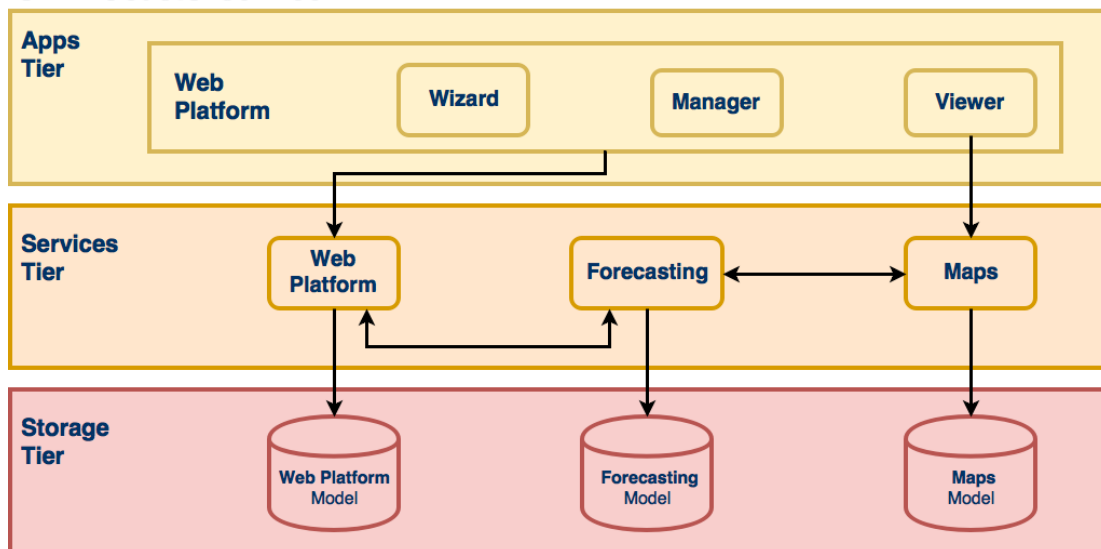 Apps
Tier
Web
Platform
Wizard
Manager
Viewer
Services
Tier
Web
Platform
Forecasting
Maps
Storage
Tier
Web Platform
Model
Forecasting
Model
Maps
Model